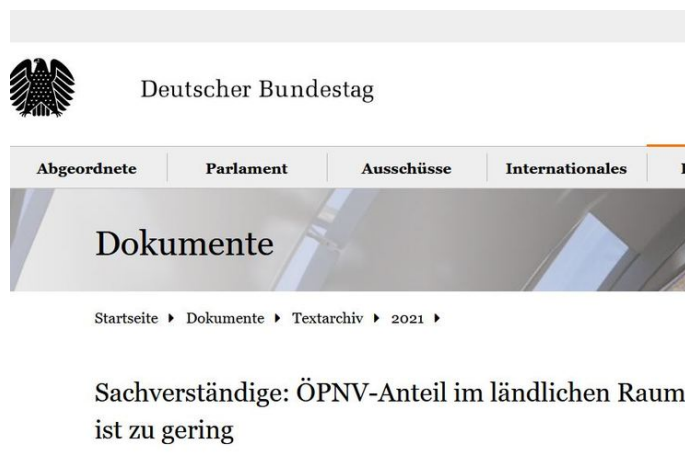 Deutscher Bundestag
Abgeordnete Parlament Ausschüsse Internationales
Dokumente
Startseite Dokumente Textarchiv 2021
Sachverständige: ÖPNV-Anteil im ländlichen Raum
ist zu gering